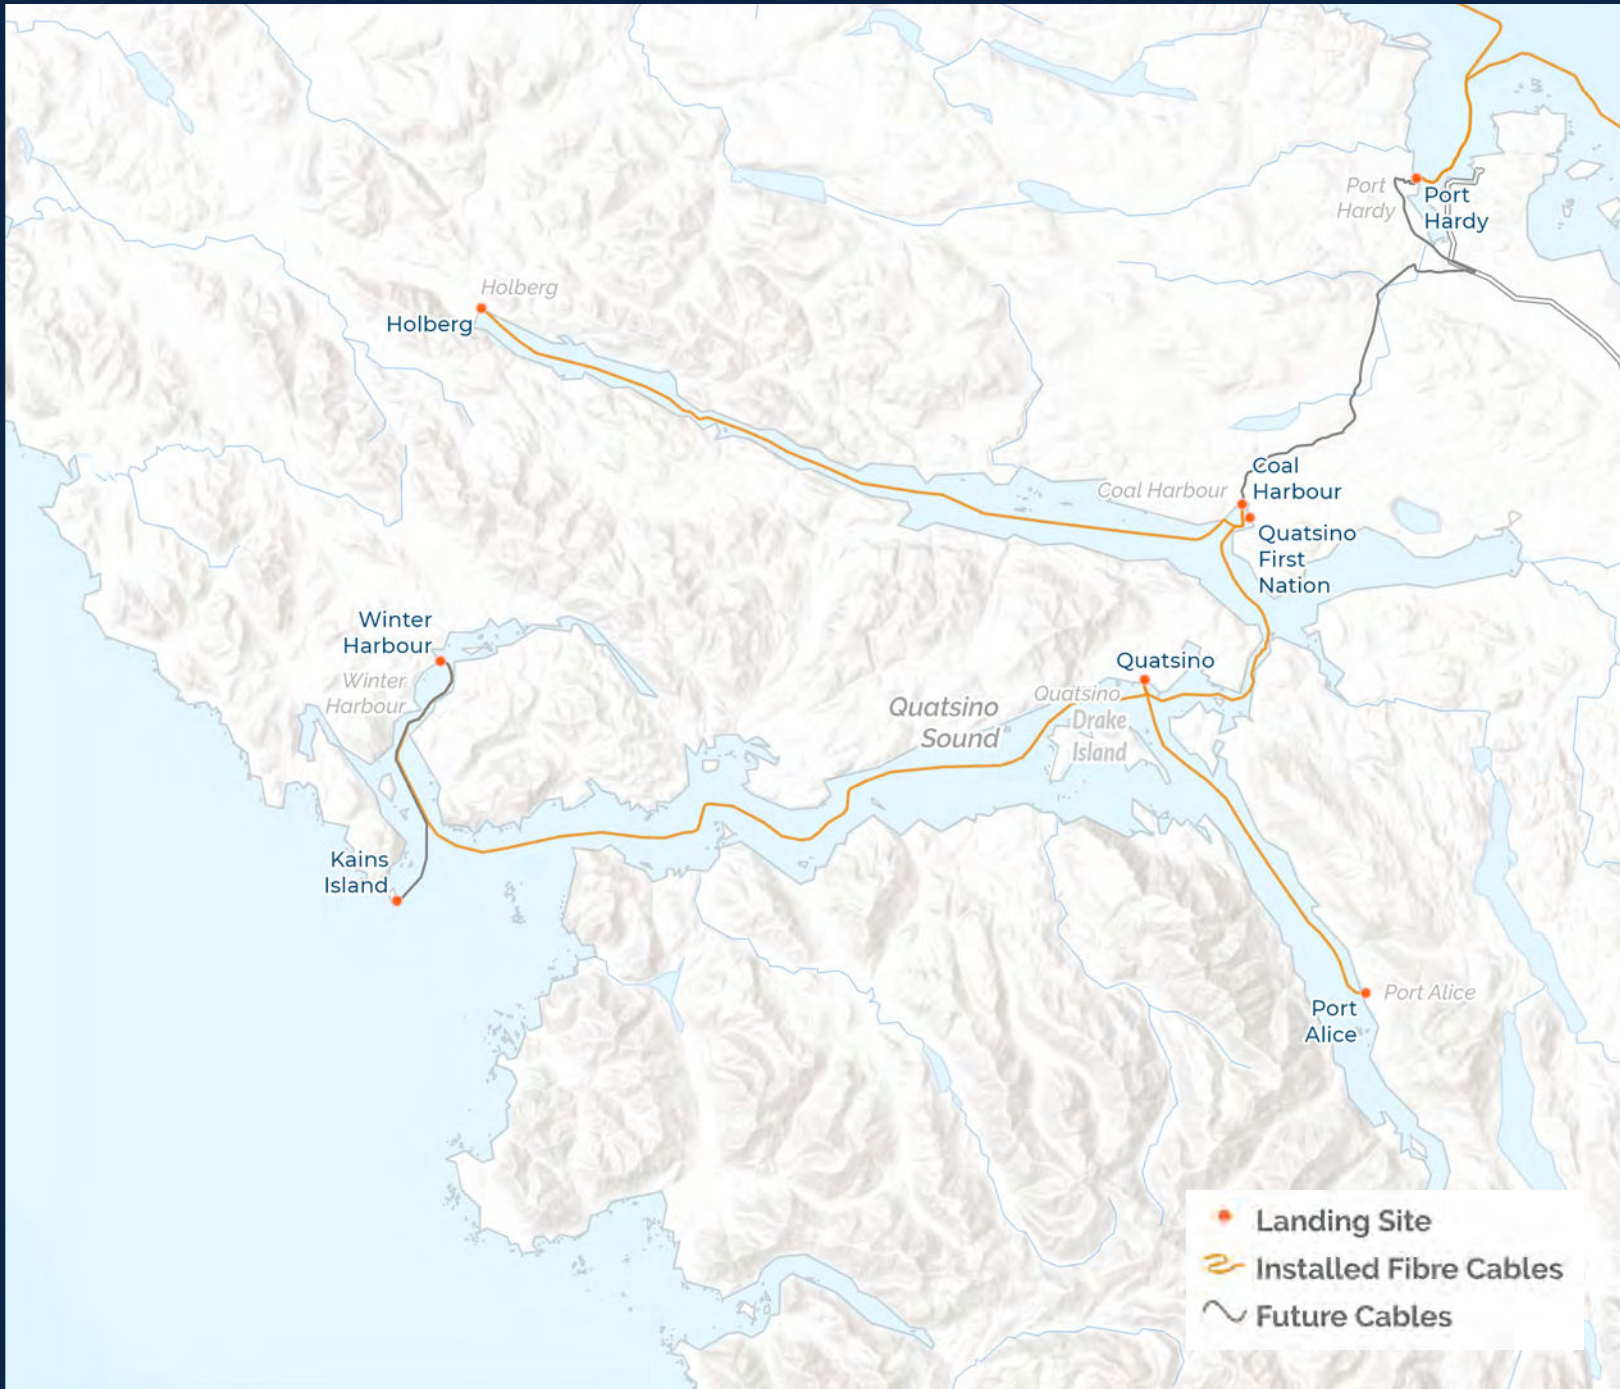 Port
Hardy
Port
Hardy
Holberg
Holberg
Coal
Harbour
Coal Harbour
Quatsino
First
Nation
Winter
Harbour
Winter
Harbour
Quatsino
Quatsino
Quatsino
Sound
Drake
Island
Kains
Island
Port Alice
Port
Alice
Landing Site
Installed Fibre Cables
Future Cables